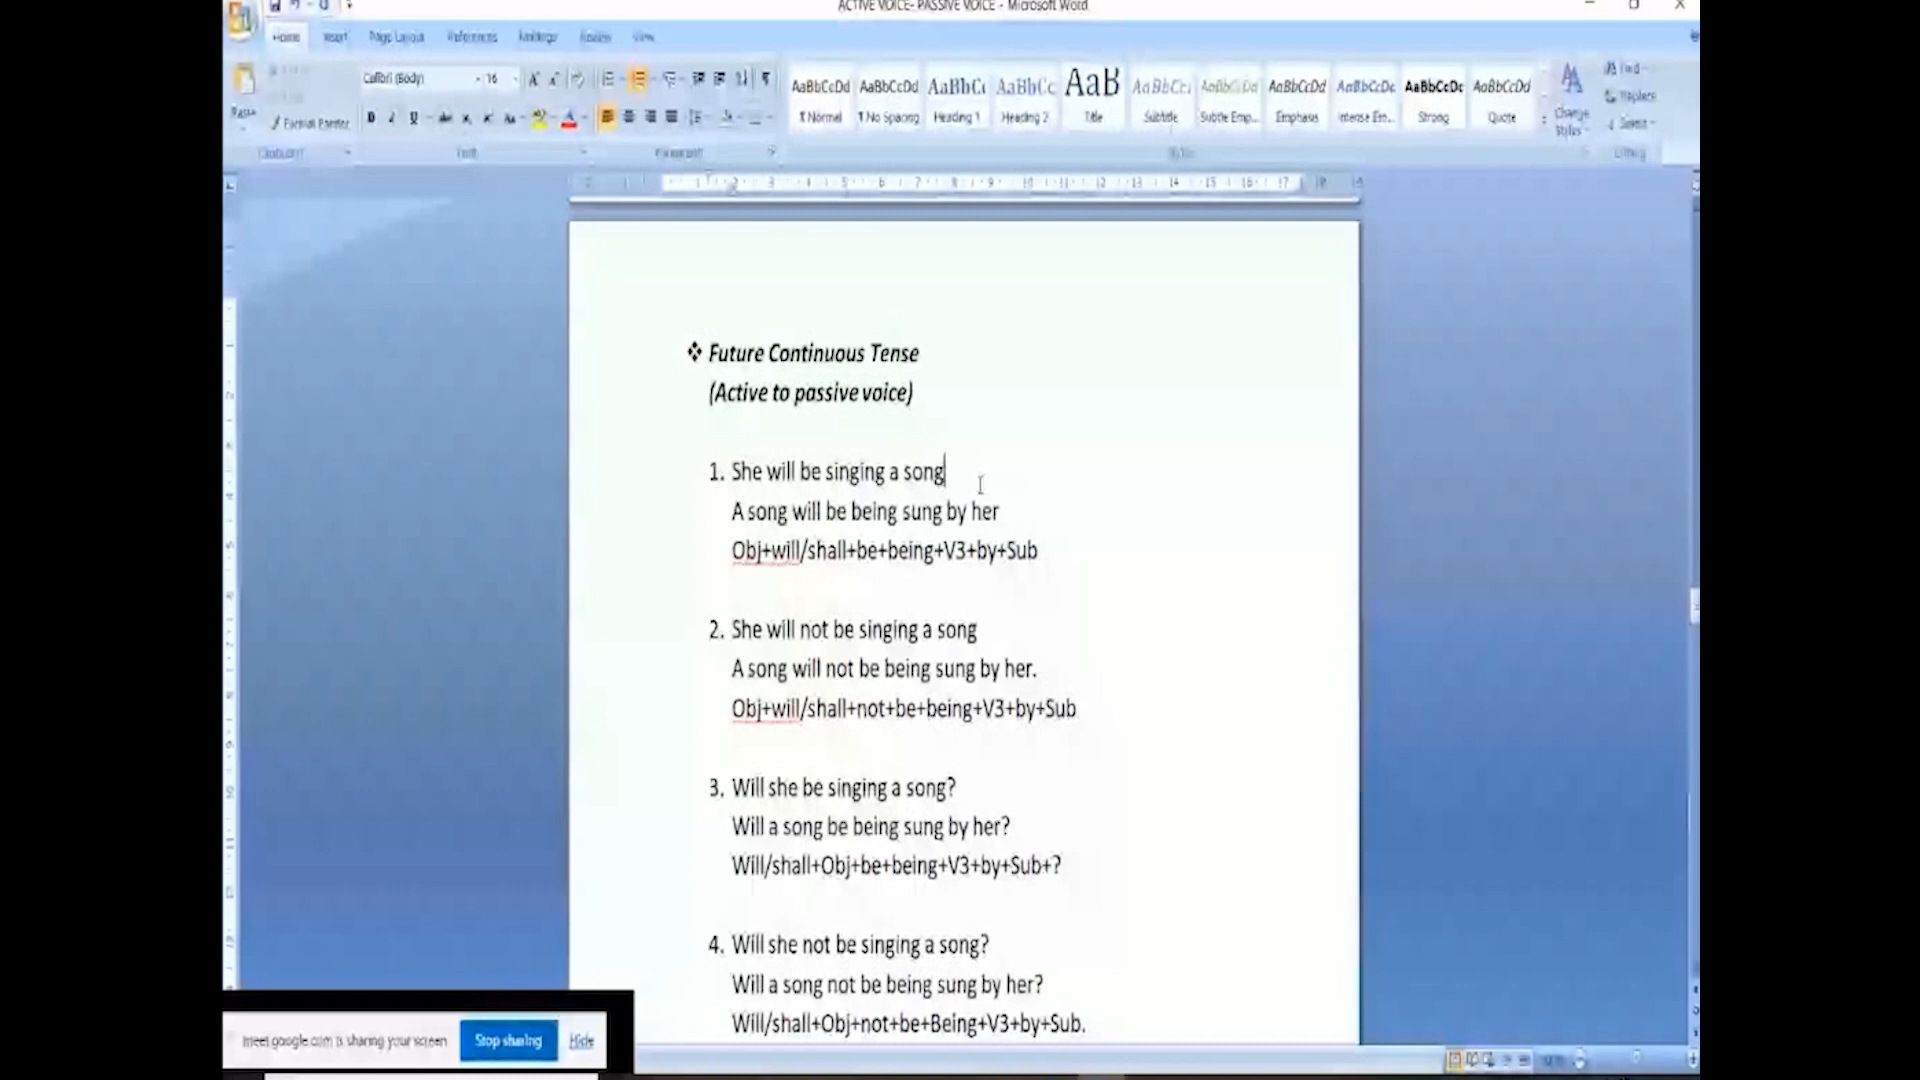 ACTIVE VOICE- PASSIVE VOICE - Microsoft Word
Home Insert Page Layout References Mailings Review View
Calibri (Body) 16
AaBbCcDd AaBbCcDd AaBbC AaBbCc AaB AaBbCc AaBbCcDd AaBbCcDd AaBbCcDc AaBbCcDc AaBbCcDd
Paste Format Painter
¶ Normal ¶ No Spacing Heading 1 Heading 2 Title Subtitle Subtle Emp... Emphasis Intense Em... Strong Quote
Change Styles
Find
Replace
Select
Clipboard Font Paragraph Styles Editing
❖ Future Continuous Tense
(Active to passive voice)
1. She will be singing a song
A song will be being sung by her
Obj+will/shall+be+being+V3+by+Sub
2. She will not be singing a song
A song will not be being sung by her.
Obj+will/shall+not+be+being+V3+by+Sub
3. Will she be singing a song?
Will a song be being sung by her?
Will/shall+Obj+be+being+V3+by+Sub+?
4. Will she not be singing a song?
Will a song not be being sung by her?
Will/shall+Obj+not+be+Being+V3+by+Sub.
meet.google.com is sharing your screen Stop sharing Hide